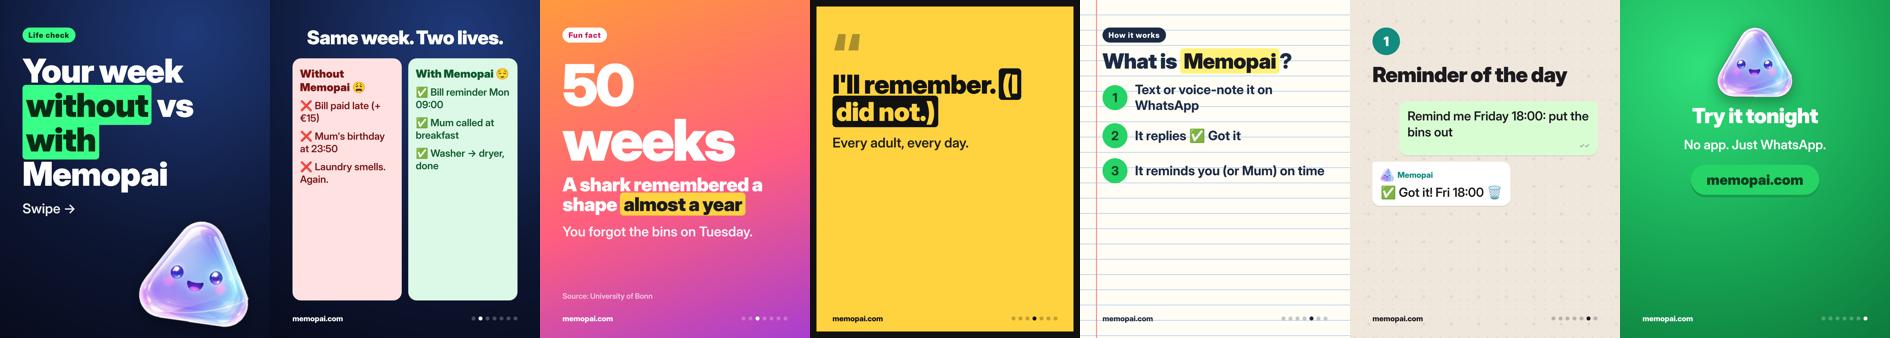 Life check
Your week
without vs
with
Memopai
Swipe →
Same week. Two lives.
Without
Memopai 😩
❌ Bill paid late (+
€15)
❌ Mum's birthday
at 23:50
❌ Laundry smells.
Again.
With Memopai 😌
✅ Bill reminder Mon
09:00
✅ Mum called at
breakfast
✅ Washer → dryer,
done
memopai.com
Fun fact
50
weeks
A shark remembered a
shape almost a year
You forgot the bins on Tuesday.
Source: University of Bonn
memopai.com
"
I'll remember. (I
did not.)
Every adult, every day.
memopai.com
How it works
What is Memopai?
1 Text or voice-note it on
WhatsApp
2 It replies ✅ Got it
3 It reminds you (or Mum) on time
memopai.com
1
Reminder of the day
Remind me Friday 18:00: put the
bins out
Memopai
✅ Got it! Fri 18:00 🗑️
memopai.com
Try it tonight
No app. Just WhatsApp.
memopai.com
memopai.com